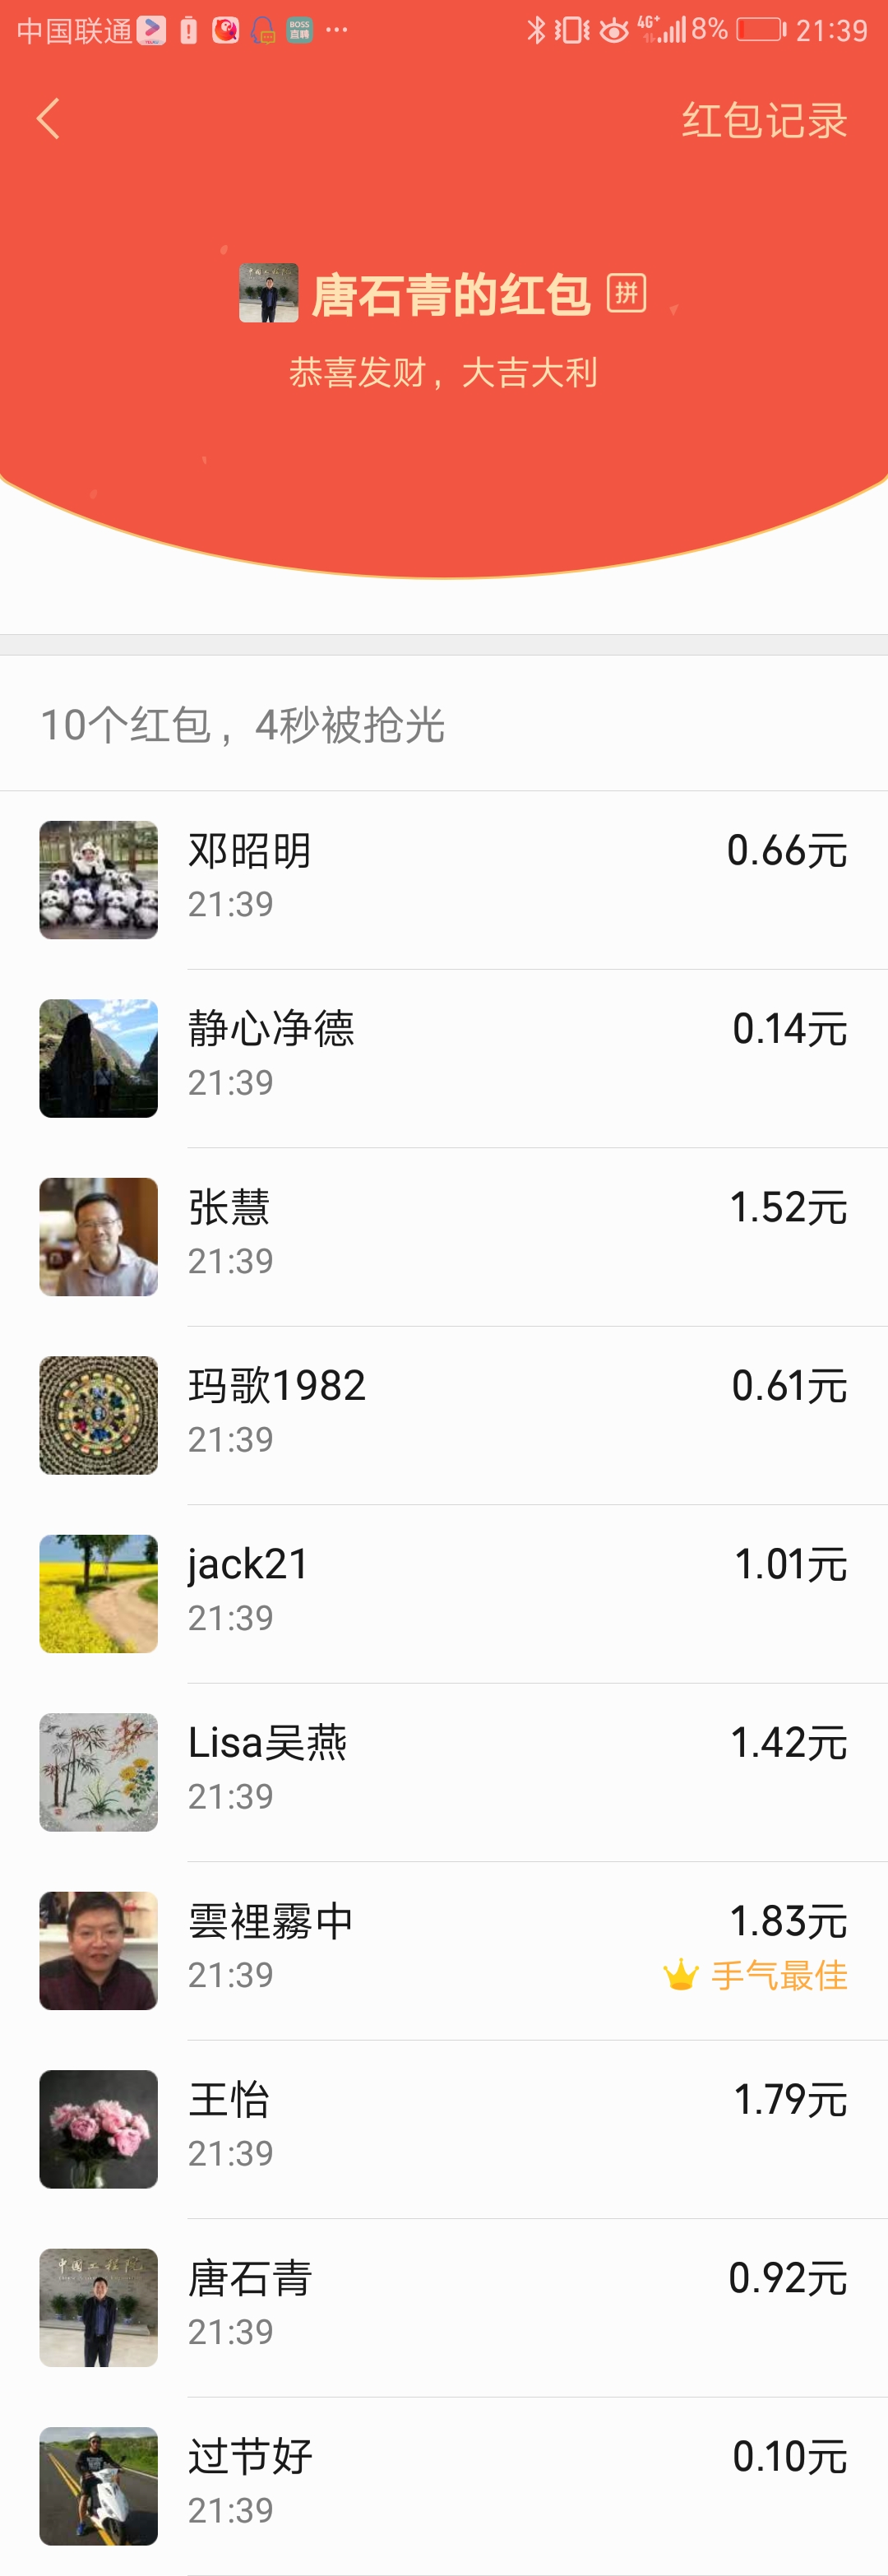 中国联通 8% 21:39
红包记录
唐石青的红包 拼
恭喜发财，大吉大利
10个红包，4秒被抢光
邓昭明 0.66元
21:39
静心净德 0.14元
21:39
张慧 1.52元
21:39
玛歌1982 0.61元
21:39
jack21 1.01元
21:39
Lisa吴燕 1.42元
21:39
雲裡霧中 1.83元
21:39 手气最佳
王怡 1.79元
21:39
唐石青 0.92元
21:39
过节好 0.10元
21:39